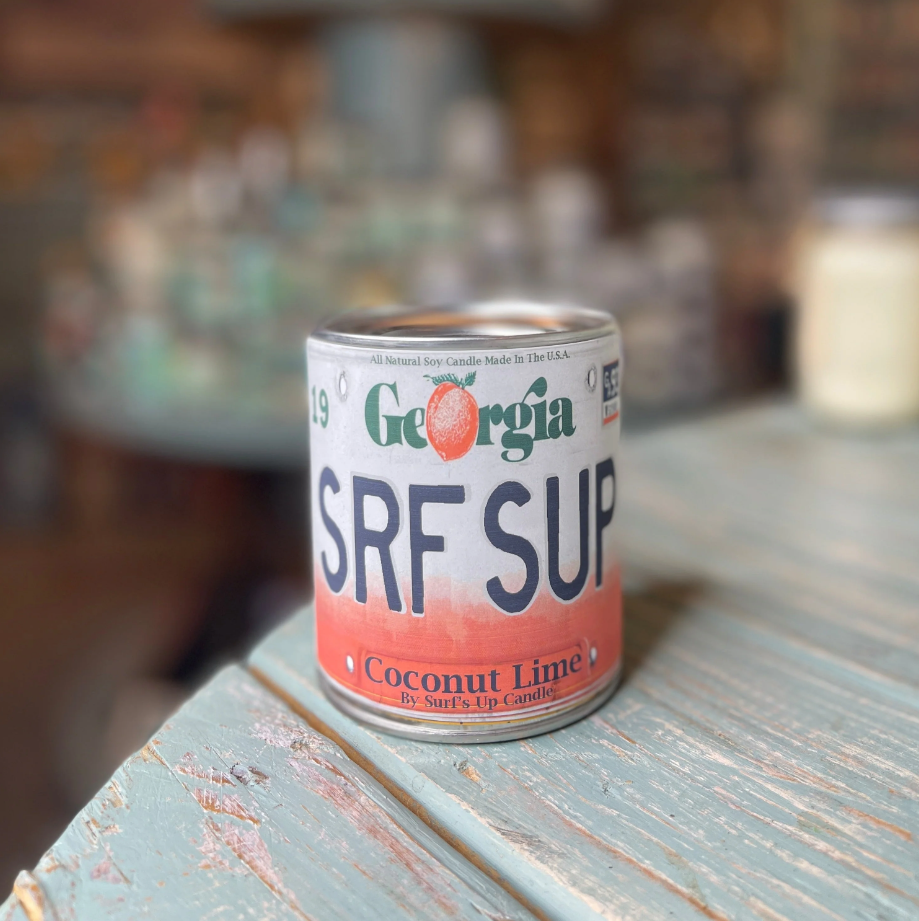 All Natural Soy Candle Made In The U.S.A.
19
Georgia
SRF SUP
Coconut Lime
By Surf's Up Candle